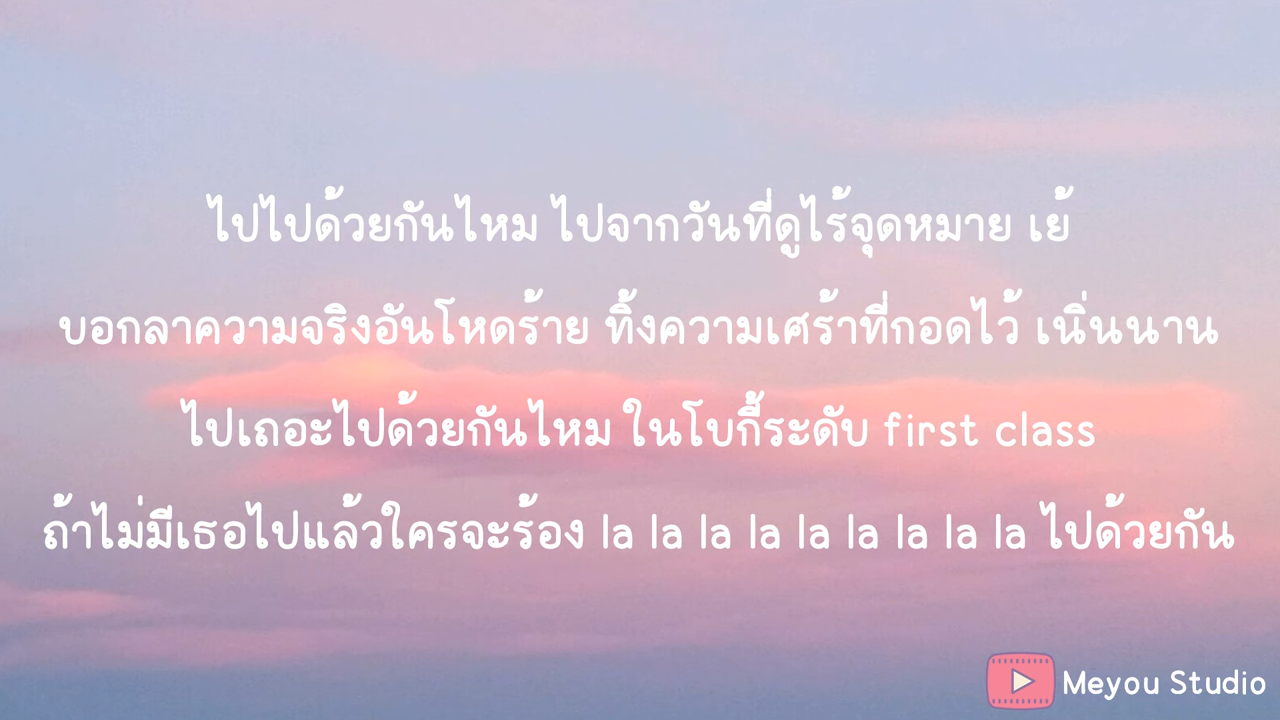 ไปไปด้วยกันไหม ไปจากวันที่ดูไร้จุดหมาย เย้
บอกลาความจริงอันโหดร้าย ทิ้งความเศร้าที่กอดไว้ เนิ่นนาน
ไปเถอะไปด้วยกันไหม ในโบกี้ระดับ first class
ถ้าไม่มีเธอไปแล้วใครจะร้อง la la la la la la la la la ไปด้วยกัน
Meyou Studio